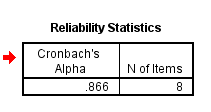 Reliability Statistics
Cronbach's
Alpha
N of Items
.866
8